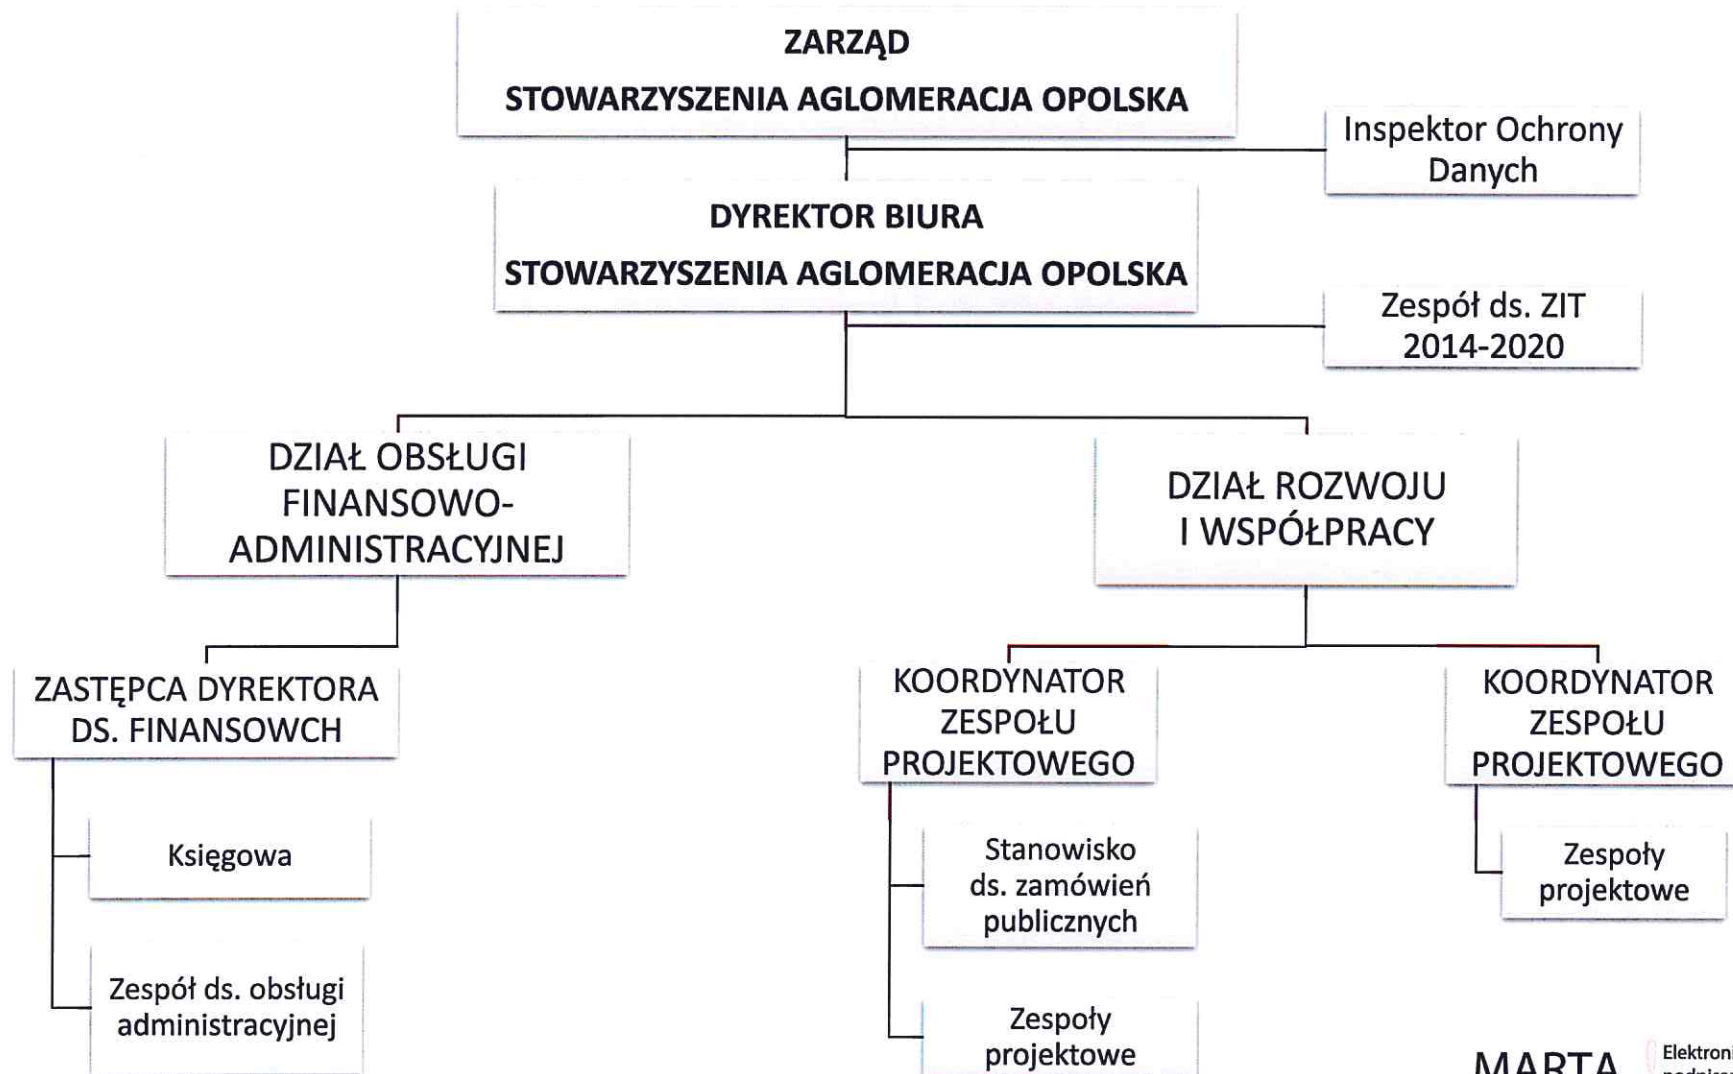 ZARZĄD
STOWARZYSZENIA AGLOMERACJA OPOLSKA
Inspektor Ochrony
Danych
DYREKTOR BIURA
STOWARZYSZENIA AGLOMERACJA OPOLSKA
Zespół ds. ZIT
2014-2020
DZIAŁ OBSŁUGI
FINANSOWO-
ADMINISTRACYJNEJ
DZIAŁ ROZWOJU
I WSPÓŁPRACY
ZASTĘPCA DYREKTORA
DS. FINANSOWCH
Księgowa
Zespół ds. obsługi
administracyjnej
KOORDYNATOR
ZESPOŁU
PROJEKTOWEGO
Stanowisko
ds. zamówień
publicznych
Zespoły
projektowe
KOORDYNATOR
ZESPOŁU
PROJEKTOWEGO
Zespoły
projektowe
MARTA